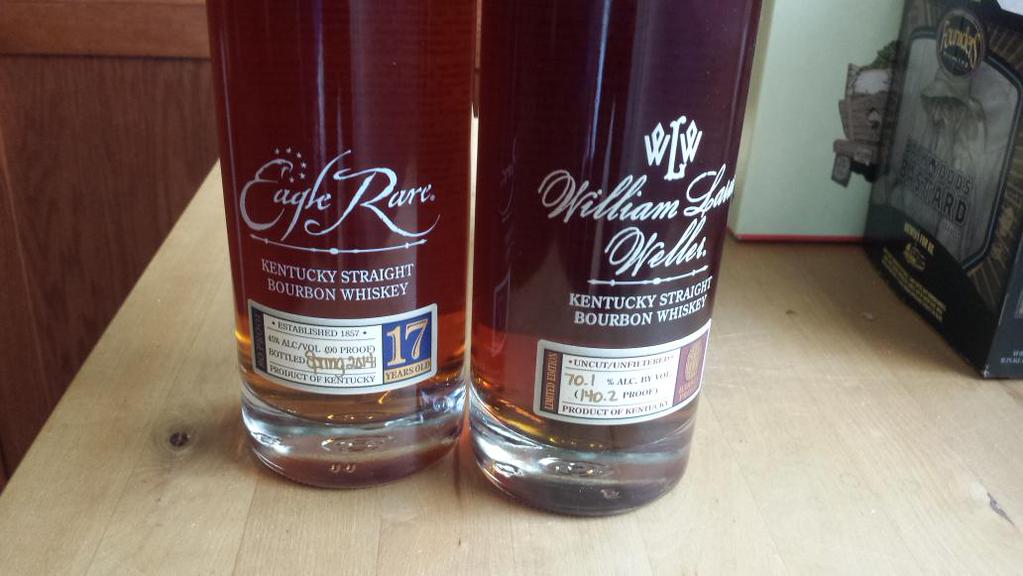 Eagle Rare
KENTUCKY STRAIGHT
BOURBON WHISKEY
• ESTABLISHED 1857 •
45% ALC/VOL (90 PROOF)
BOTTLED Spring 2014
PRODUCT OF KENTUCKY
17
YEARS OLD
WLW
William
Weller
KENTUCKY STRAIGHT
BOURBON WHISKEY
LIMITED EDITION
• UNCUT/UNFILTERED •
70.1 % ALC. BY VOL.
(140.2 PROOF)
PRODUCT OF KENTUCKY
Founders